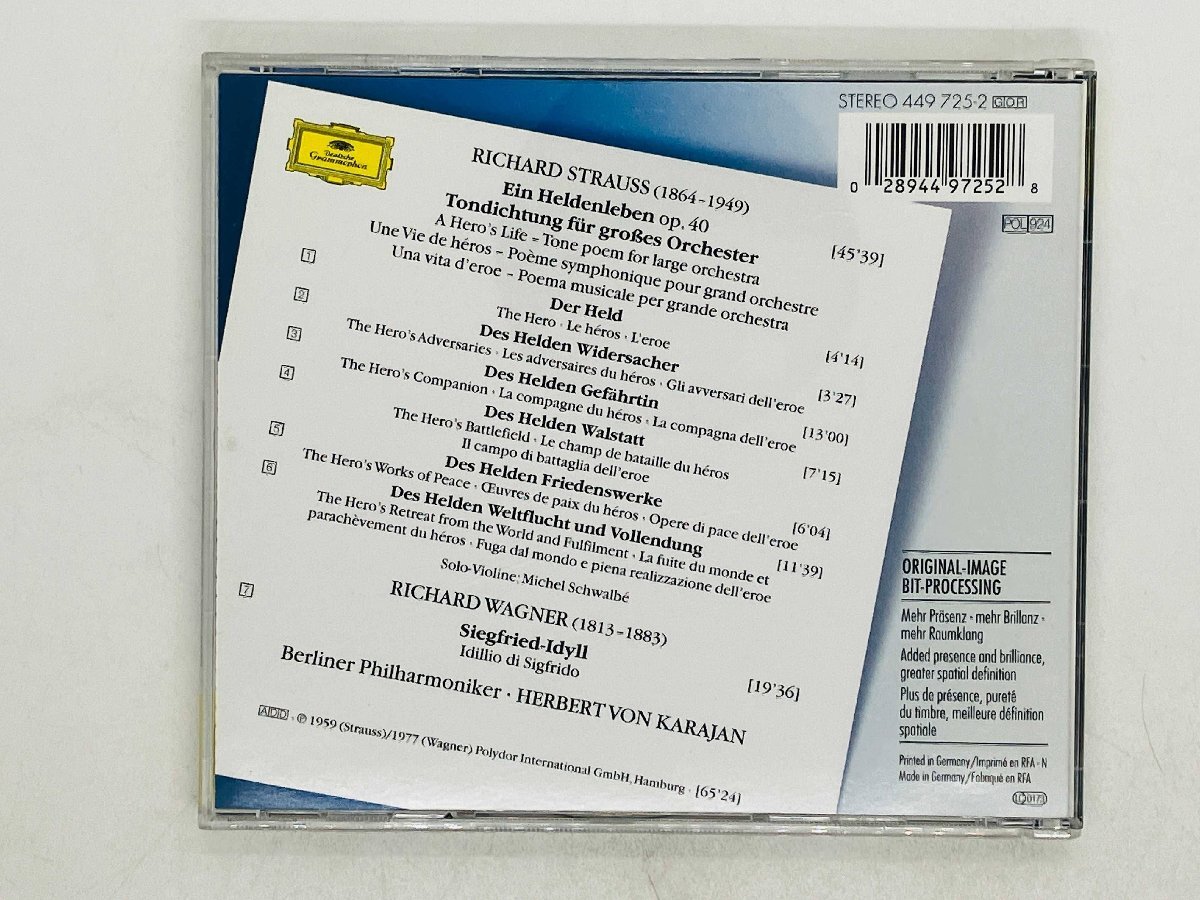 STEREO 449 725-2 GOR
0 28944 97252 8
POL 924
Deutsche
Grammophon
RICHARD STRAUSS (1864-1949)
Ein Heldenleben op. 40
Tondichtung für großes Orchester [45'39]
A Hero's Life – Tone poem for large orchestra
Une Vie de héros – Poème symphonique pour grand orchestre
Una vita d'eroe – Poema musicale per grande orchestra
1 Der Held [4'14]
The Hero · Le héros · L'eroe
2 Des Helden Widersacher [3'27]
The Hero's Adversaries · Les adversaires du héros · Gli avversari dell'eroe
3 Des Helden Gefährtin [13'00]
The Hero's Companion · La compagne du héros · La compagna dell'eroe
4 Des Helden Walstatt [7'15]
The Hero's Battlefield · Le champ de bataille du héros
Il campo di battaglia dell'eroe
5 Des Helden Friedenswerke [6'04]
The Hero's Works of Peace · Œuvres de paix du héros · Opere di pace dell'eroe
6 Des Helden Weltflucht und Vollendung [11'39]
The Hero's Retreat from the World and Fulfilment · La fuite du monde et
parachèvement du héros · Fuga dal mondo e piena realizzazione dell'eroe
Solo-Violine: Michel Schwalbé
RICHARD WAGNER (1813-1883)
7 Siegfried-Idyll [19'36]
Idillio di Sigfrido
Berliner Philharmoniker · HERBERT VON KARAJAN
ADD · ℗ 1959 (Strauss)/1977 (Wagner) Polydor International GmbH, Hamburg · [65'24]
ORIGINAL-IMAGE
BIT-PROCESSING
Mehr Präsenz · mehr Brillanz ·
mehr Raumklang
Added presence and brilliance,
greater spatial definition
Plus de présence, pureté
du timbre, meilleure définition
spatiale
Printed in Germany/Imprimé en RFA · N
Made in Germany/Fabriqué en RFA